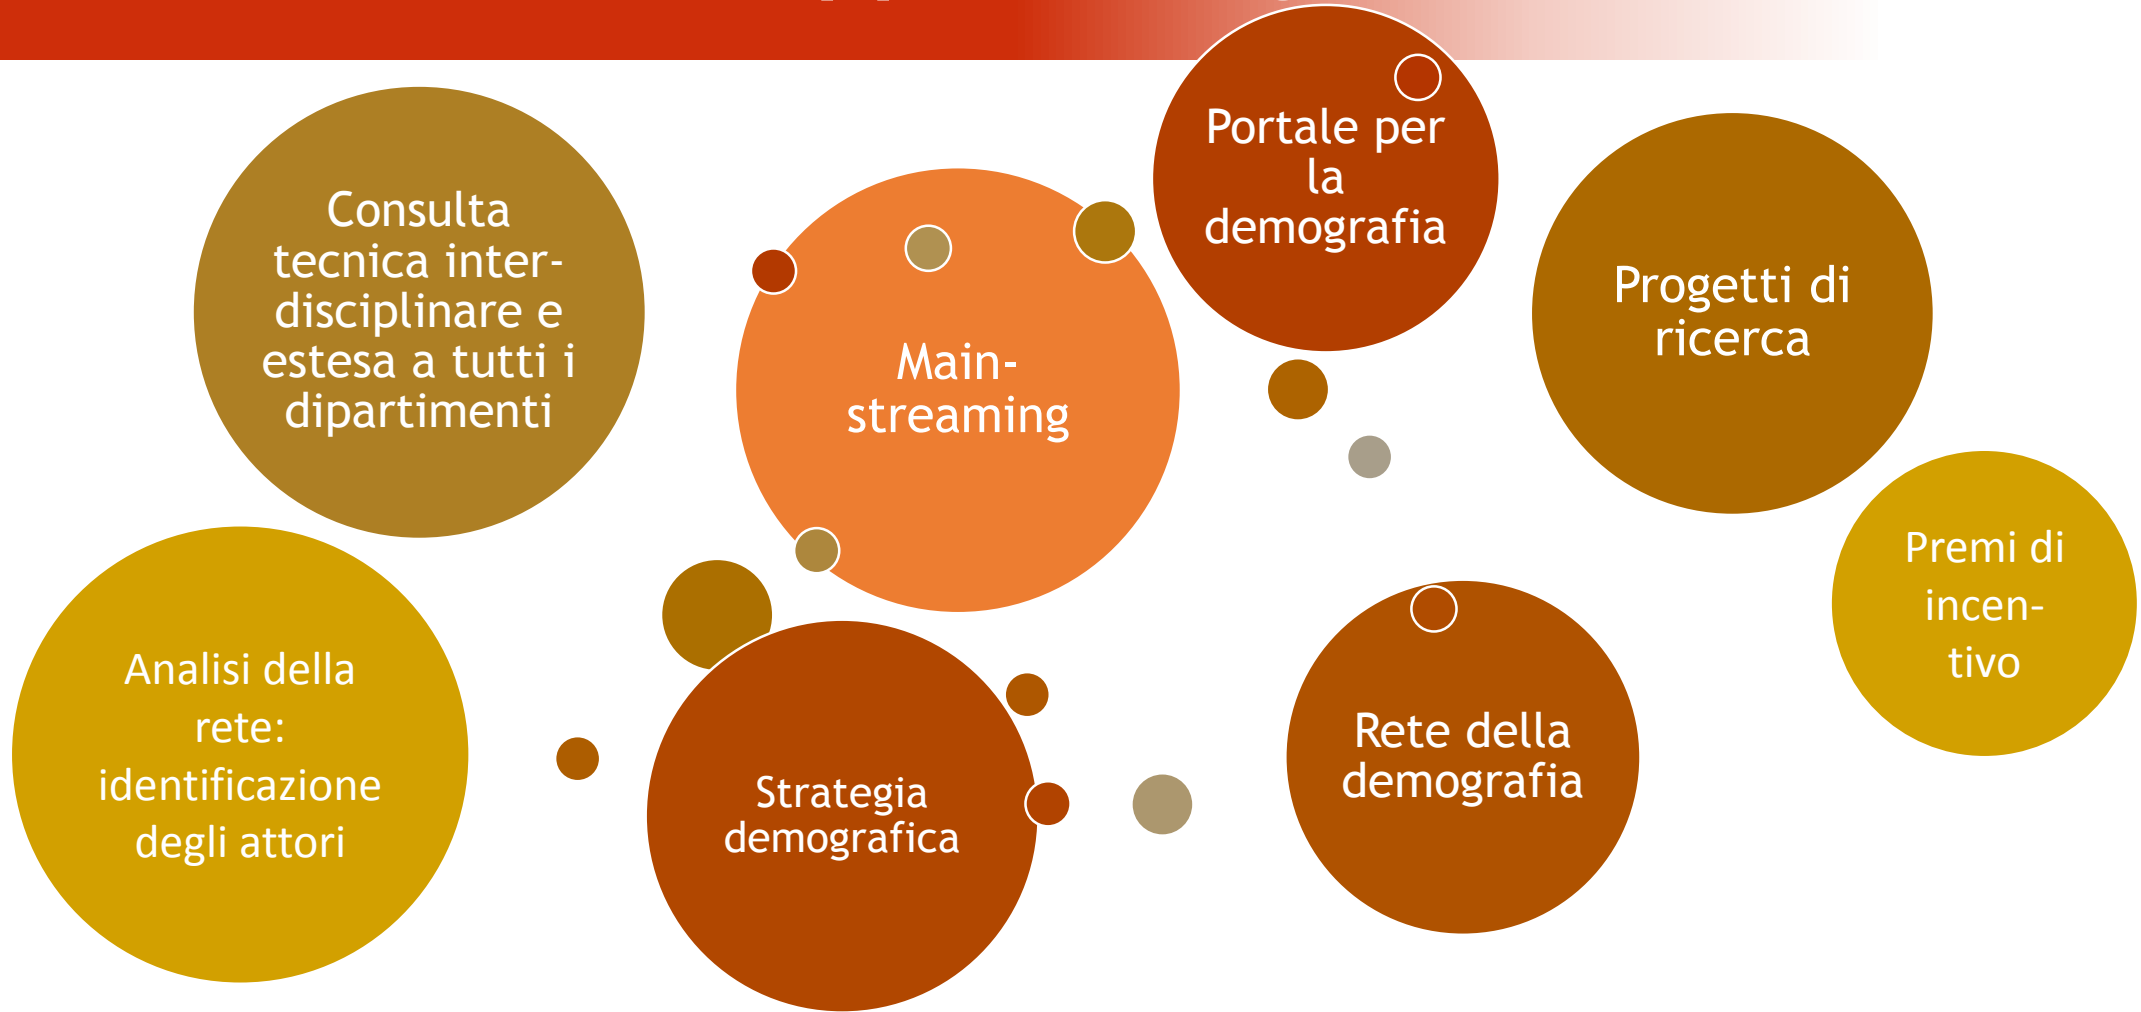 Consulta
tecnica inter-
disciplinare e
estesa a tutti i
dipartimenti
Main-
streaming
Portale per
la
demografia
Progetti di
ricerca
Premi di
incen-
tivo
Analisi della
rete:
identificazione
degli attori
Strategia
demografica
Rete della
demografia